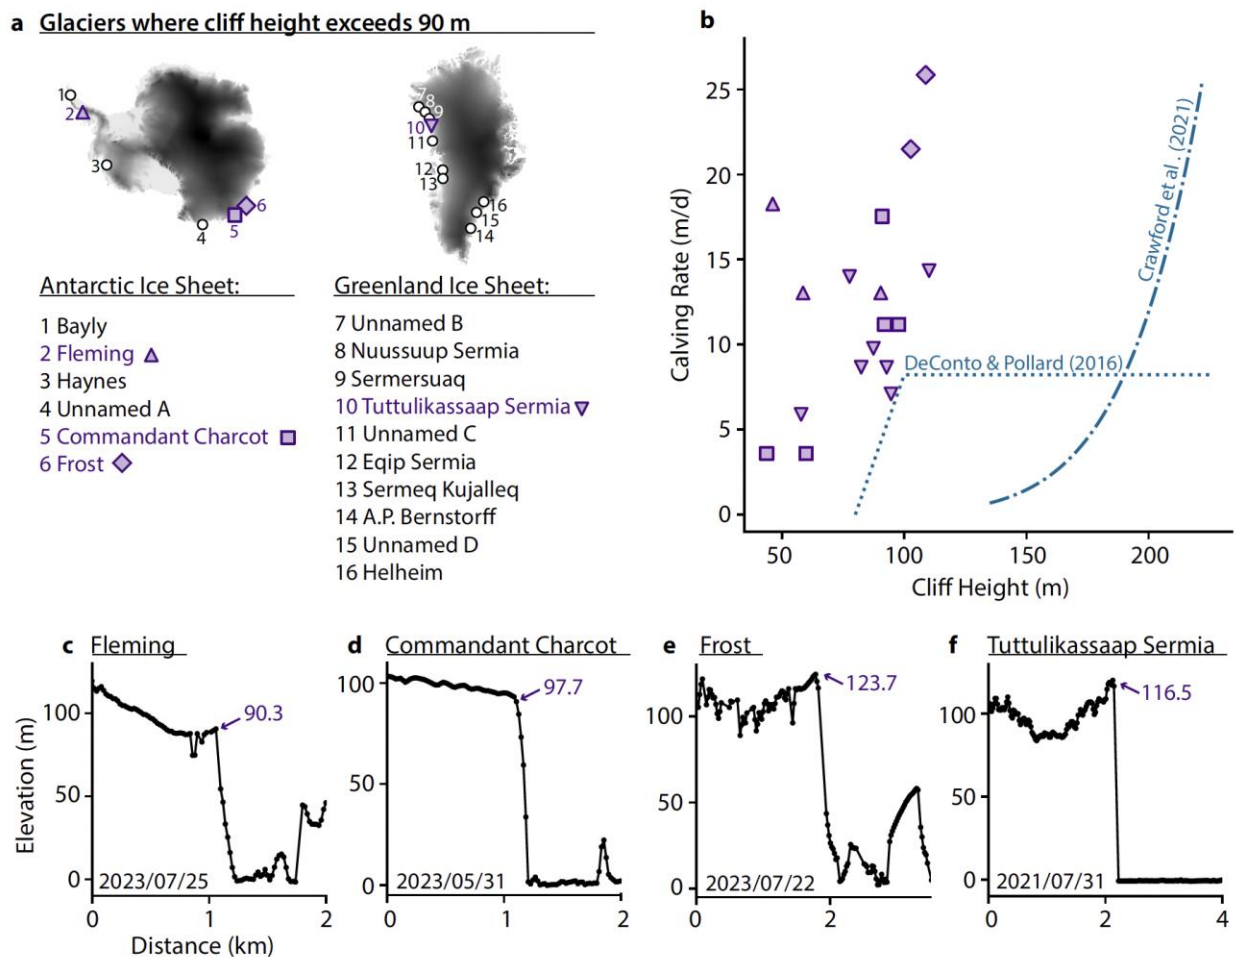 a Glaciers where cliff height exceeds 90 m
1
2
3
4
5
6
7
8
9
10
11
12
13
16
15
14
Antarctic Ice Sheet:
1 Bayly
2 Fleming
3 Haynes
4 Unnamed A
5 Commandant Charcot
6 Frost
Greenland Ice Sheet:
7 Unnamed B
8 Nuussuup Sermia
9 Sermersuaq
10 Tuttulikassaap Sermia
11 Unnamed C
12 Eqip Sermia
13 Sermeq Kujalleq
14 A.P. Bernstorff
15 Unnamed D
16 Helheim
b
Calving Rate (m/d)
25
20
15
10
5
0
50 100 150 200
Cliff Height (m)
DeConto & Pollard (2016)
Crawford et al. (2021)
c Fleming
Elevation (m)
100
50
0
90.3
2023/07/25
0 1 2
Distance (km)
d Commandant Charcot
100
50
0
97.7
2023/05/31
0 1 2
e Frost
100
50
0
123.7
2023/07/22
0 2
f Tuttulikassaap Sermia
100
50
0
116.5
2021/07/31
0 2 4